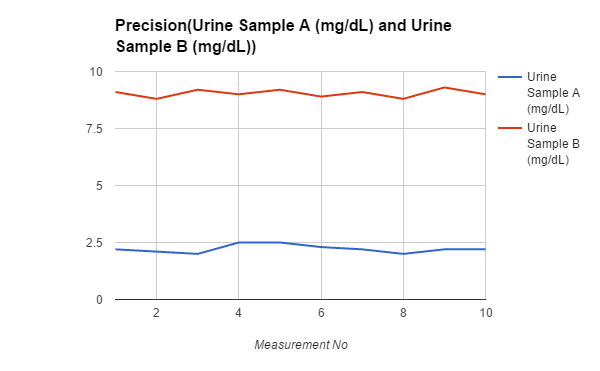 Precision(Urine Sample A (mg/dL) and Urine
Sample B (mg/dL))
10
7.5
5
2.5
0
2
4
6
8
10
Measurement No
Urine
Sample A
(mg/dL)
Urine
Sample B
(mg/dL)